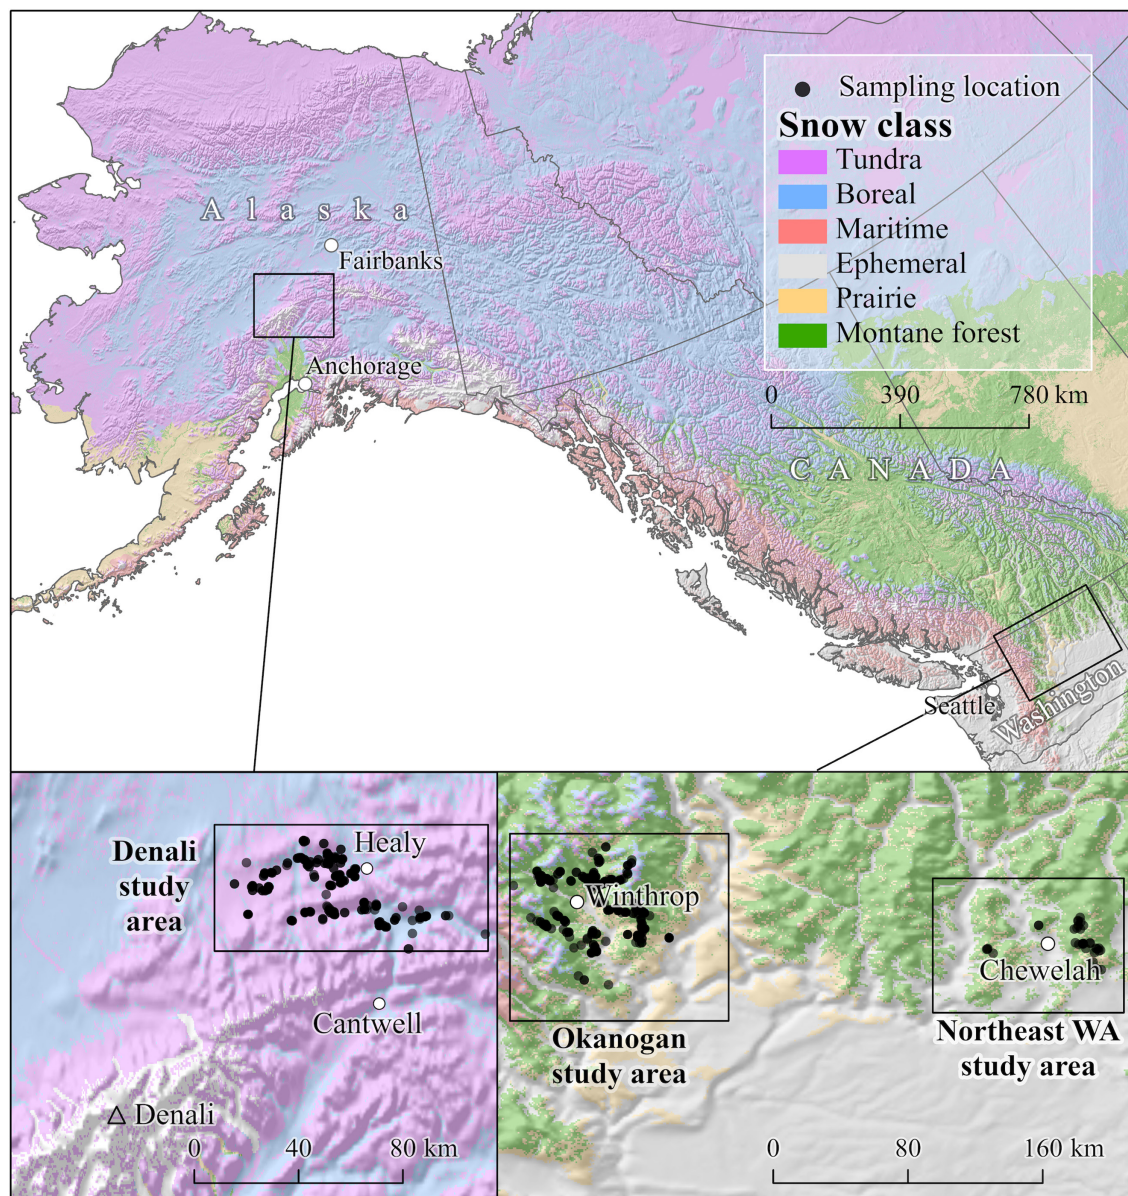 Sampling location
Snow class
Tundra
Boreal
Maritime
Ephemeral
Prairie
Montane forest
0 390 780 km
Alaska
Fairbanks
Anchorage
CANADA
Seattle
Washington
Denali
study
area
Healy
Cantwell
Denali
0 40 80 km
Winthrop
Okanogan
study area
Chewelah
Northeast WA
study area
0 80 160 km